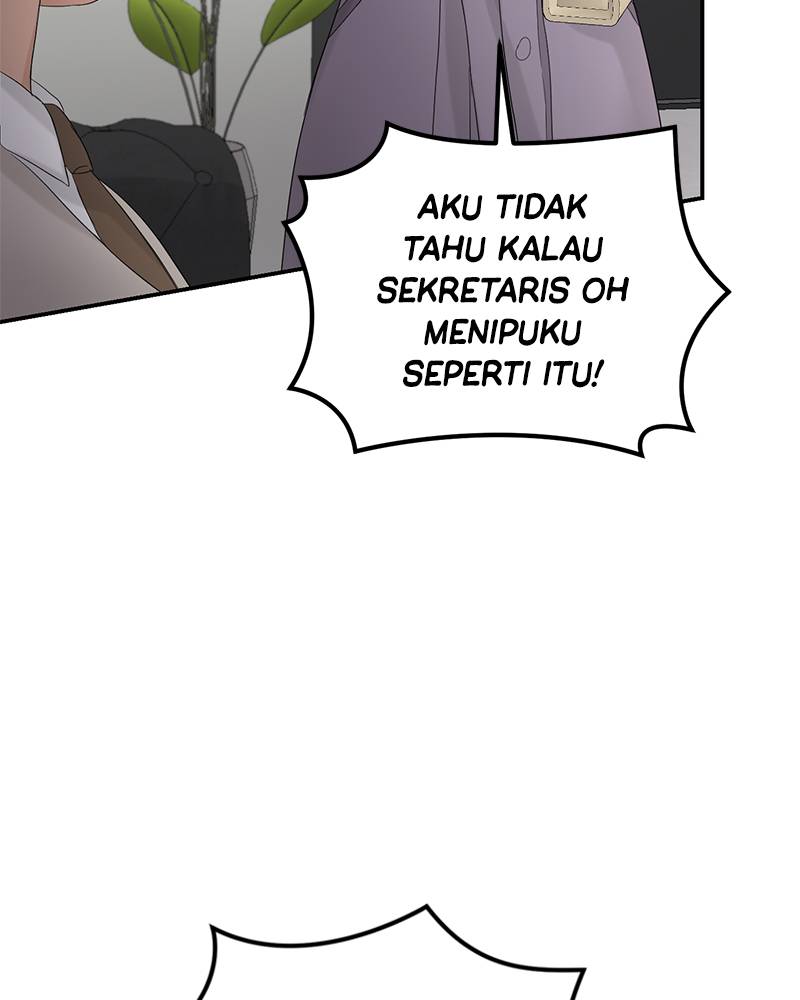 AKU TIDAK
TAHU KALAU
SEKRETARIS OH
MENIPUKU
SEPERTI ITU!